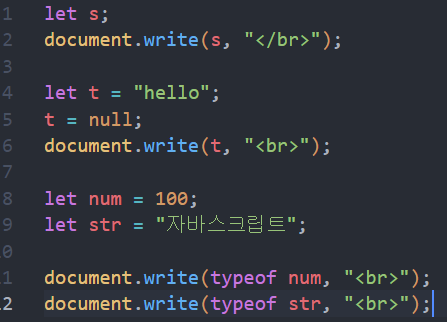 1 let s;
2 document.write(s, "</br>");
3
4 let t = "hello";
5 t = null;
6 document.write(t, "<br>");
7
8 let num = 100;
9 let str = "자바스크립트";
0
1 document.write(typeof num, "<br>");
2 document.write(typeof str, "<br>");